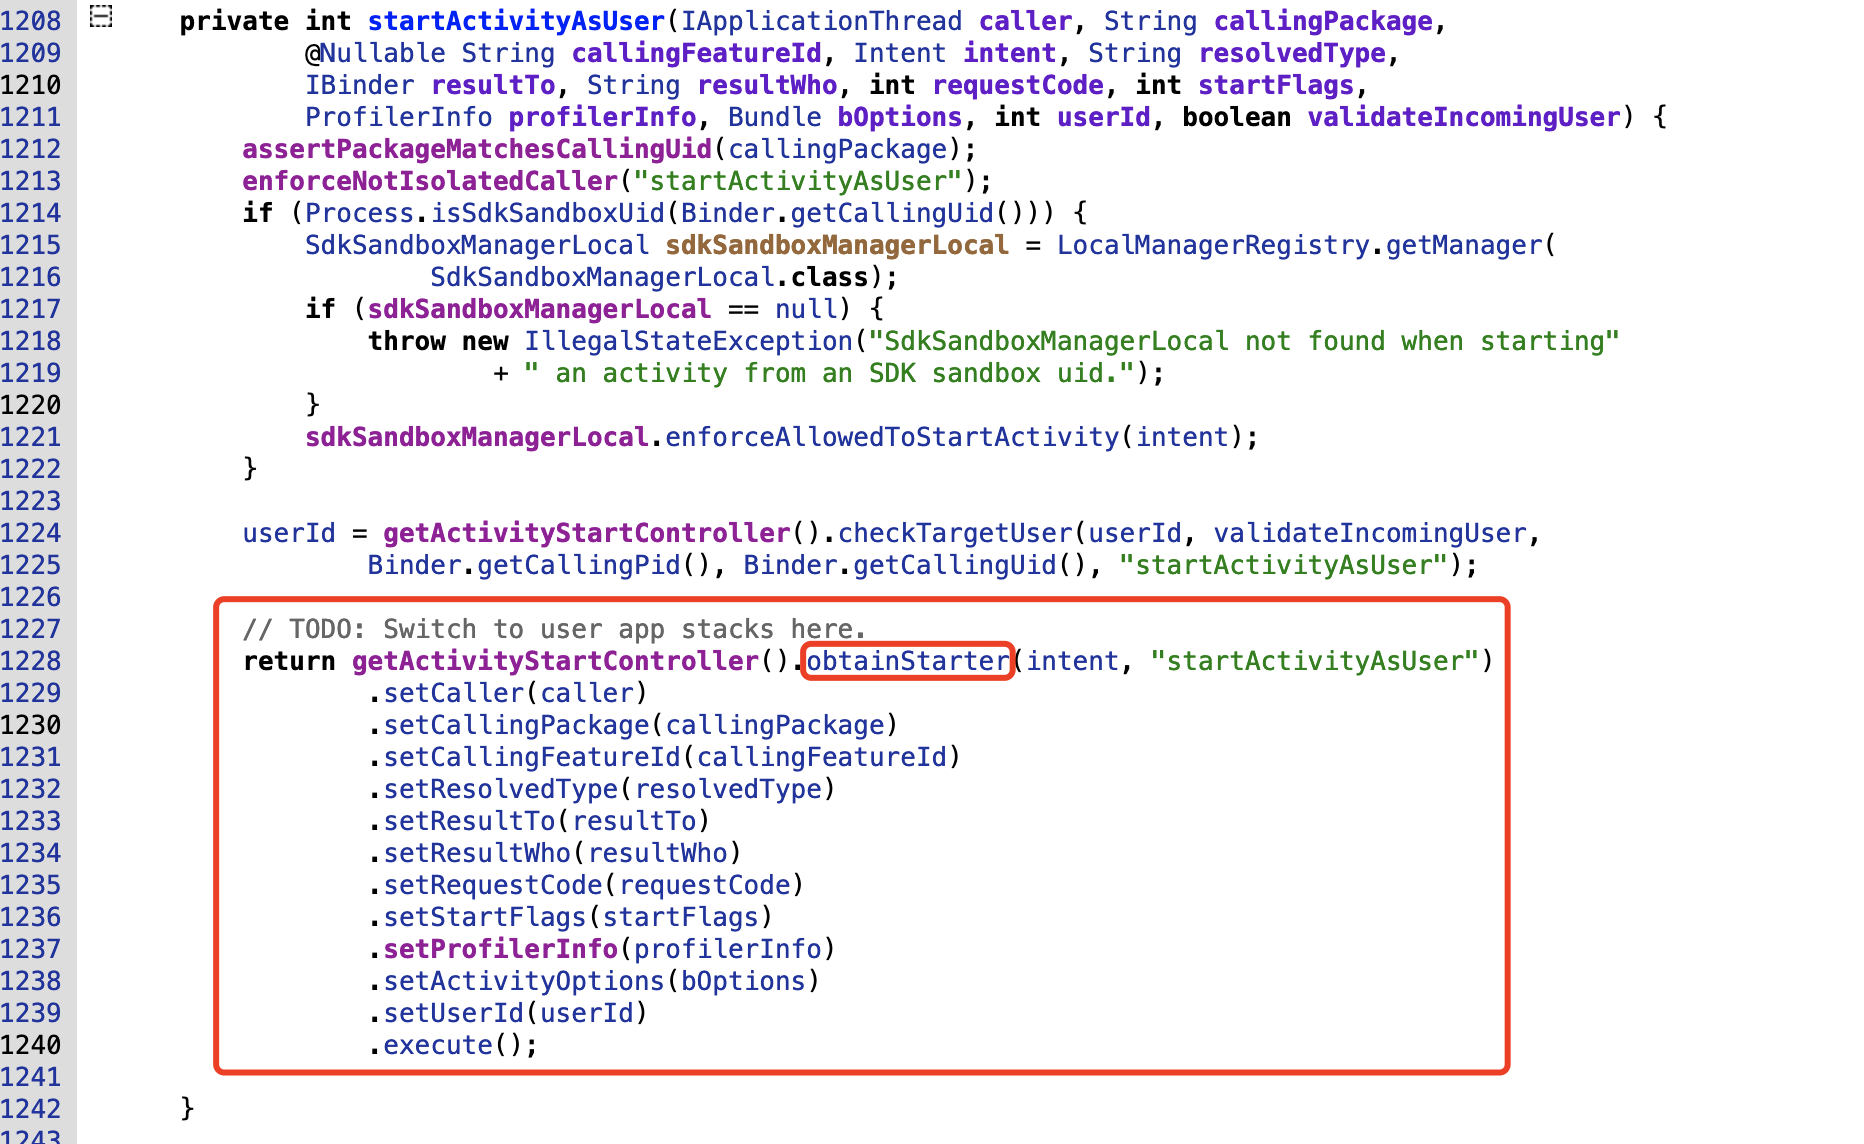 1208 private int startActivityAsUser(IApplicationThread caller, String callingPackage,
1209 @Nullable String callingFeatureId, Intent intent, String resolvedType,
1210 IBinder resultTo, String resultWho, int requestCode, int startFlags,
1211 ProfilerInfo profilerInfo, Bundle bOptions, int userId, boolean validateIncomingUser) {
1212 assertPackageMatchesCallingUid(callingPackage);
1213 enforceNotIsolatedCaller("startActivityAsUser");
1214 if (Process.isSdkSandboxUid(Binder.getCallingUid())) {
1215 SdkSandboxManagerLocal sdkSandboxManagerLocal = LocalManagerRegistry.getManager(
1216 SdkSandboxManagerLocal.class);
1217 if (sdkSandboxManagerLocal == null) {
1218 throw new IllegalStateException("SdkSandboxManagerLocal not found when starting"
1219 + " an activity from an SDK sandbox uid.");
1220 }
1221 sdkSandboxManagerLocal.enforceAllowedToStartActivity(intent);
1222 }
1223
1224 userId = getActivityStartController().checkTargetUser(userId, validateIncomingUser,
1225 Binder.getCallingPid(), Binder.getCallingUid(), "startActivityAsUser");
1226
1227 // TODO: Switch to user app stacks here.
1228 return getActivityStartController().obtainStarter(intent, "startActivityAsUser")
1229 .setCaller(caller)
1230 .setCallingPackage(callingPackage)
1231 .setCallingFeatureId(callingFeatureId)
1232 .setResolvedType(resolvedType)
1233 .setResultTo(resultTo)
1234 .setResultWho(resultWho)
1235 .setRequestCode(requestCode)
1236 .setStartFlags(startFlags)
1237 .setProfilerInfo(profilerInfo)
1238 .setActivityOptions(bOptions)
1239 .setUserId(userId)
1240 .execute();
1241
1242 }
1243